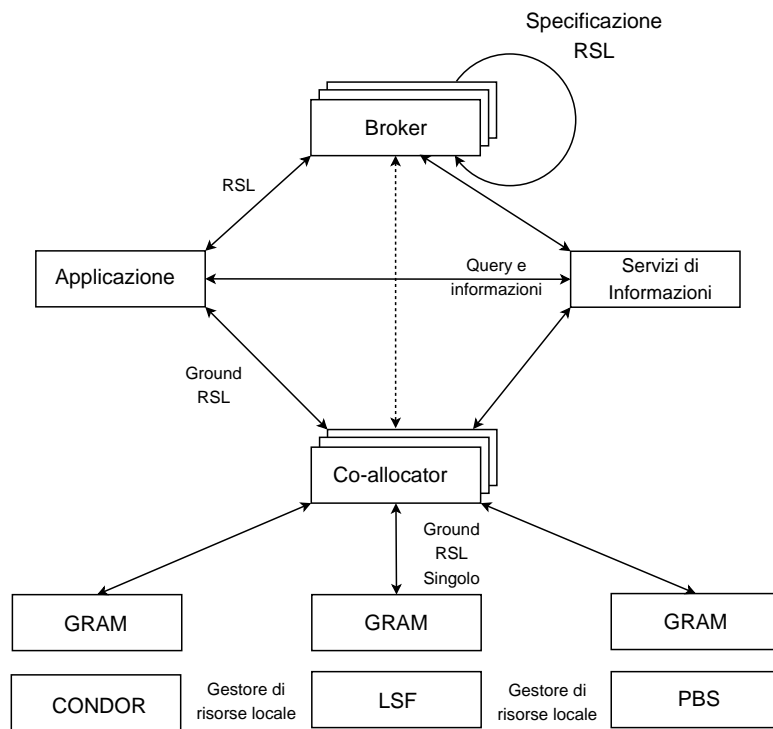 Specificazione
RSL
Broker
RSL
Applicazione
Query e
informazioni
Servizi di
Informazioni
Ground
RSL
Co-allocator
Ground
RSL
Singolo
GRAM
GRAM
GRAM
CONDOR
Gestore di
risorse locale
LSF
Gestore di
risorse locale
PBS